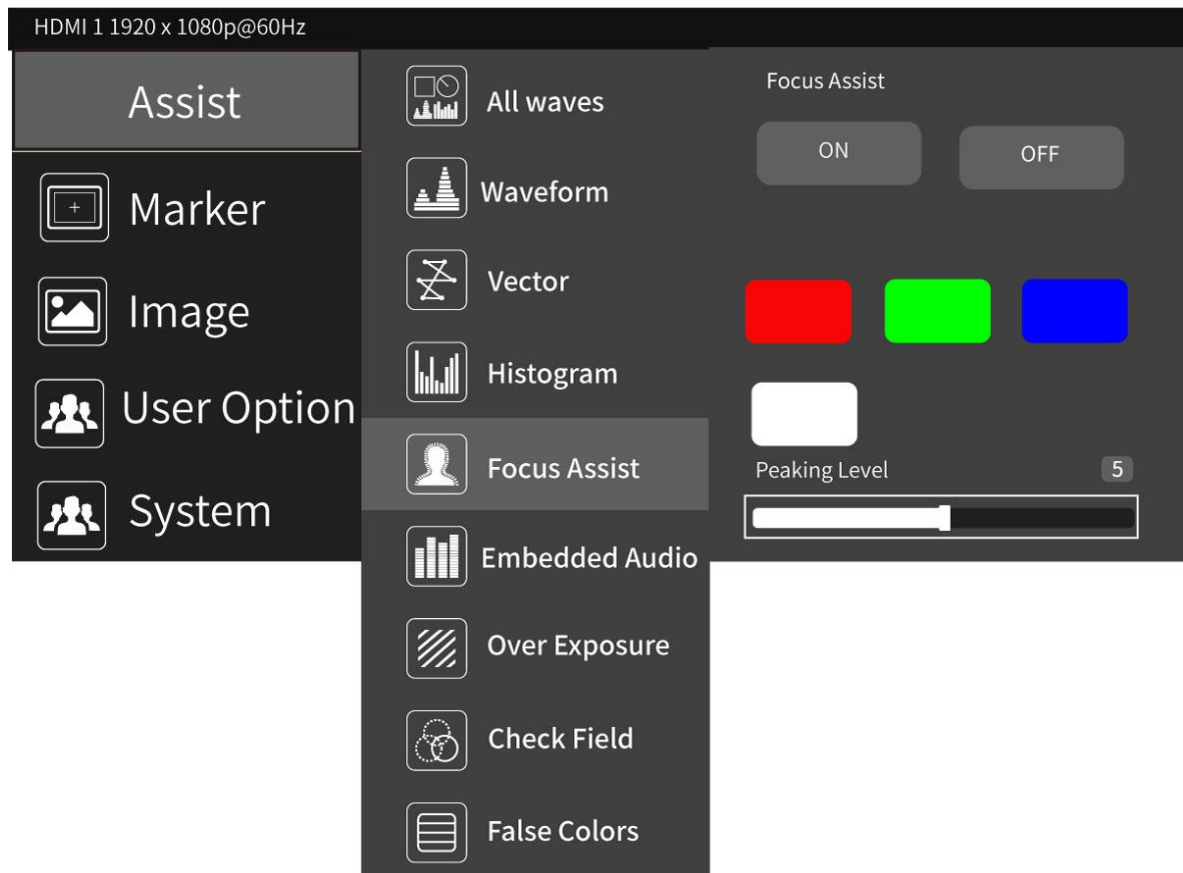 HDMI 1 1920 x 1080p@60Hz
Assist
Marker
Image
User Option
System
All waves
Waveform
Vector
Histogram
Focus Assist
Embedded Audio
Over Exposure
Check Field
False Colors
Focus Assist
ON OFF
Peaking Level 5